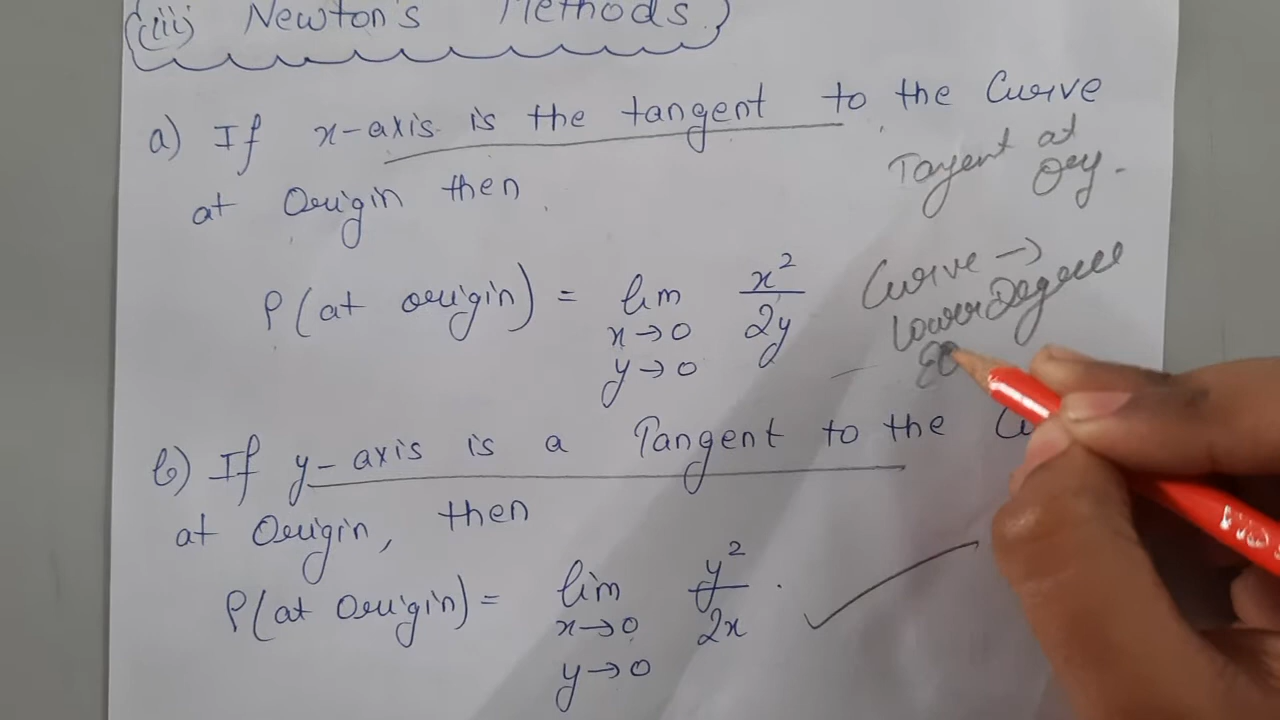 (iii) Newton's Methods
a) If x-axis is the tangent to the Curve
at Origin then
ρ(at origin) = lim x²/2y
x→0
y→0
Tangent at
Curve →
Lower Degree
b) If y-axis is a Tangent to the
at Origin, then
ρ(at Origin) = lim y²/2x.
x→0
y→0